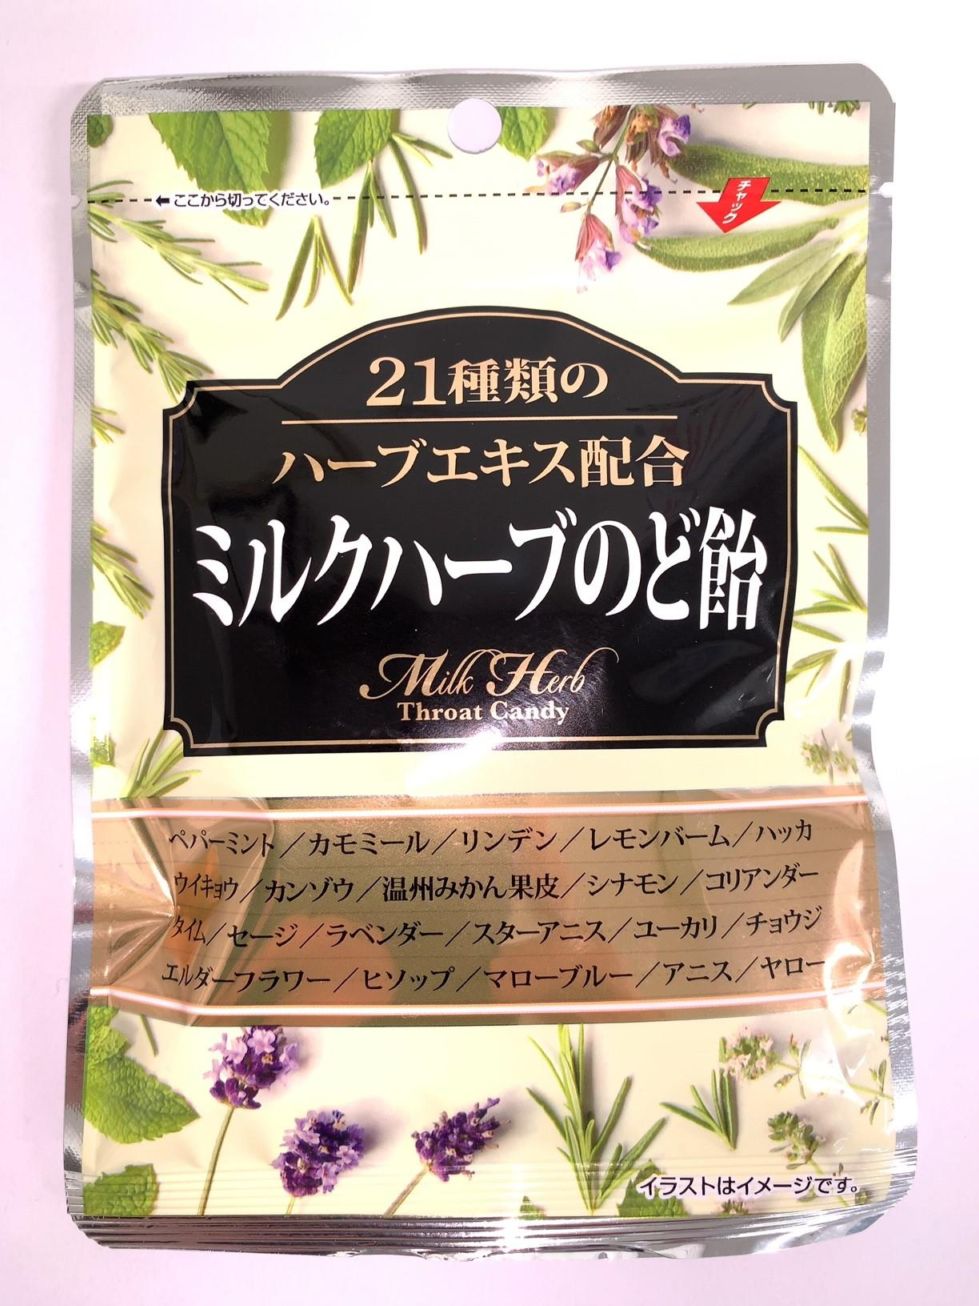 ←ここから切ってください。
チャック
21種類の
ハーブエキス配合
ミルクハーブのど飴
Milk Herb
Throat Candy
ペパーミント／カモミール／リンデン／レモンバーム／ハッカ
ウイキョウ／カンゾウ／温州みかん果皮／シナモン／コリアンダー
タイム／セージ／ラベンダー／スターアニス／ユーカリ／チョウジ
エルダーフラワー／ヒソップ／マローブルー／アニス／ヤロー
イラストはイメージです。